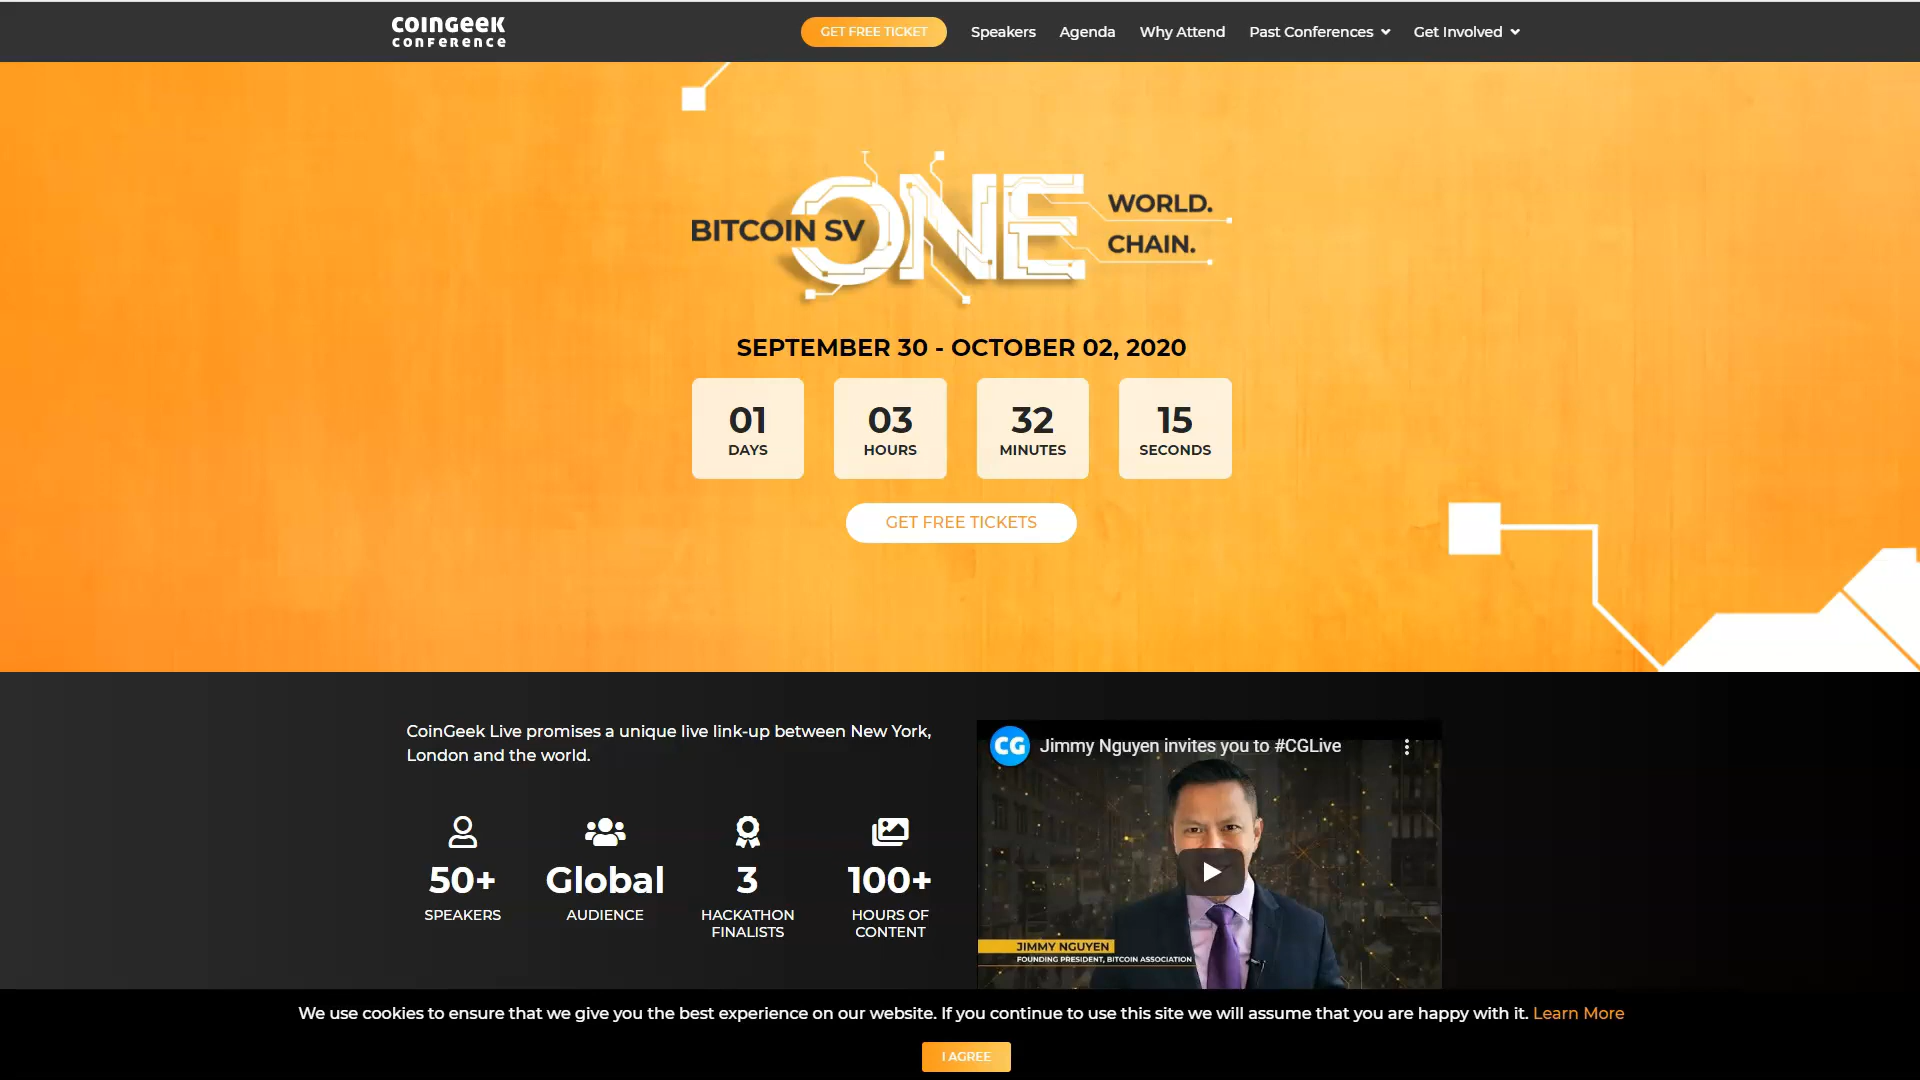 COINGEEK
CONFERENCE
GET FREE TICKET
Speakers
Agenda
Why Attend
Past Conferences
Get Involved
BITCOIN SV
ONE
WORLD.
CHAIN.
SEPTEMBER 30 - OCTOBER 02, 2020
01
DAYS
03
HOURS
32
MINUTES
15
SECONDS
GET FREE TICKETS
CoinGeek Live promises a unique live link-up between New York,
London and the world.
50+
SPEAKERS
Global
AUDIENCE
3
HACKATHON
FINALISTS
100+
HOURS OF
CONTENT
CG
Jimmy Nguyen invites you to #CGLive
JIMMY NGUYEN
FOUNDING PRESIDENT, BITCOIN ASSOCIATION
We use cookies to ensure that we give you the best experience on our website. If you continue to use this site we will assume that you are happy with it. Learn More
I AGREE